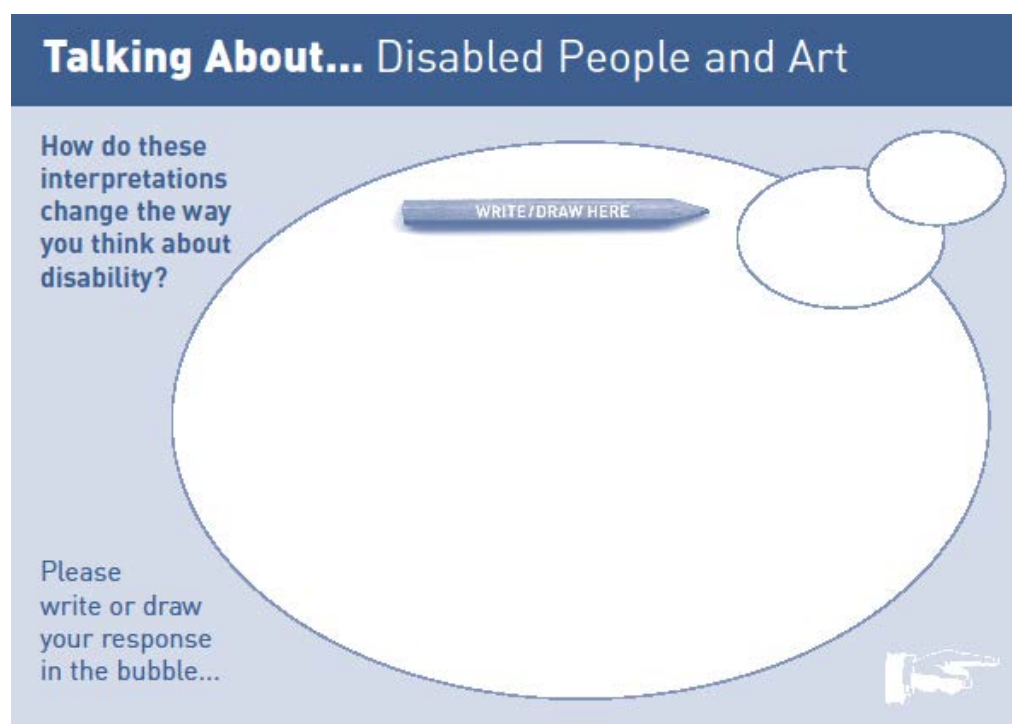 Talking About... Disabled People and Art
How do these
interpretations
change the way
you think about
disability?
WRITE/DRAW HERE
Please
write or draw
your response
in the bubble...